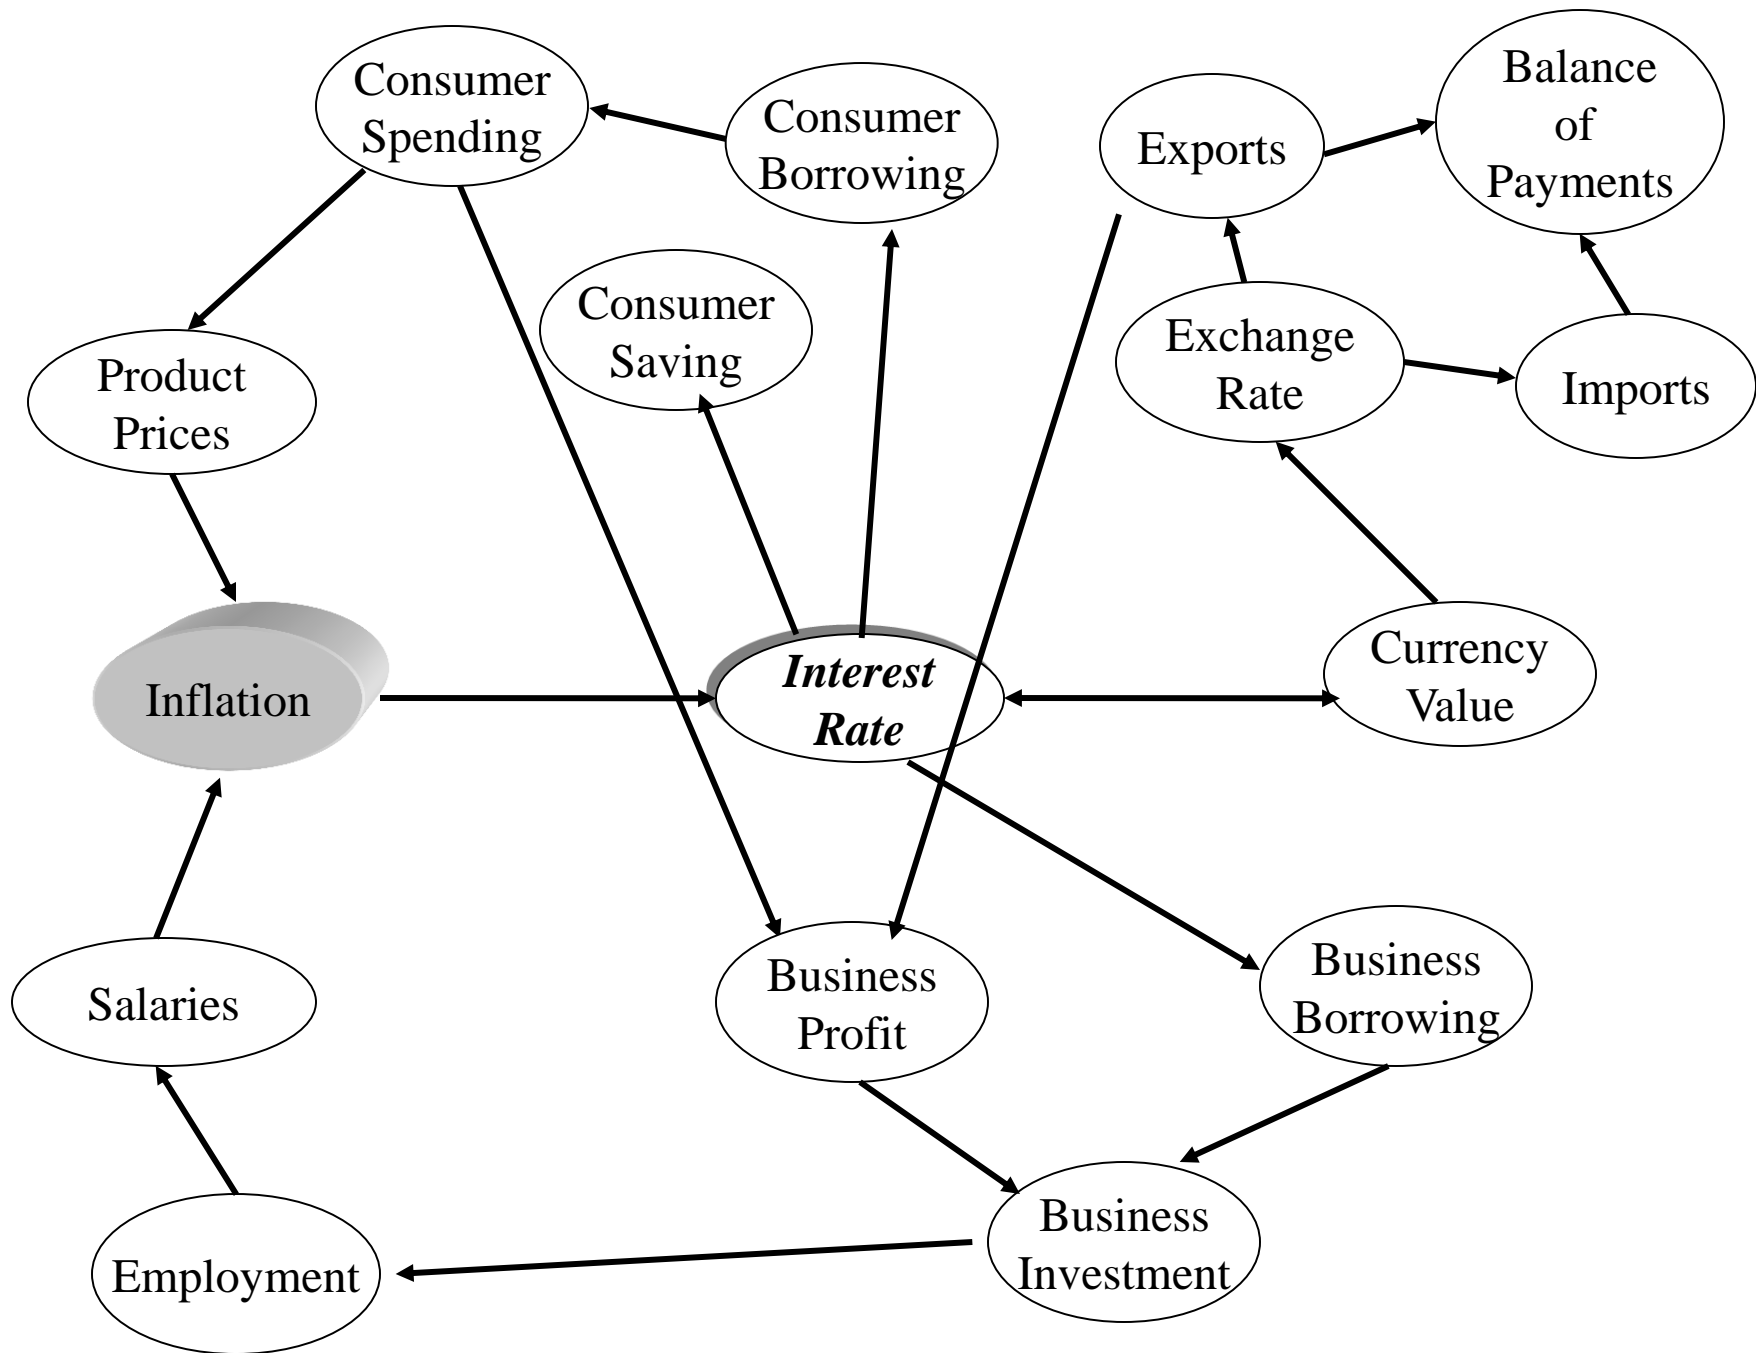 Consumer
Spending
Consumer
Borrowing
Exports
Balance
of
Payments
Consumer
Saving
Exchange
Rate
Imports
Product
Prices
Inflation
Interest
Rate
Currency
Value
Salaries
Business
Profit
Business
Borrowing
Employment
Business
Investment